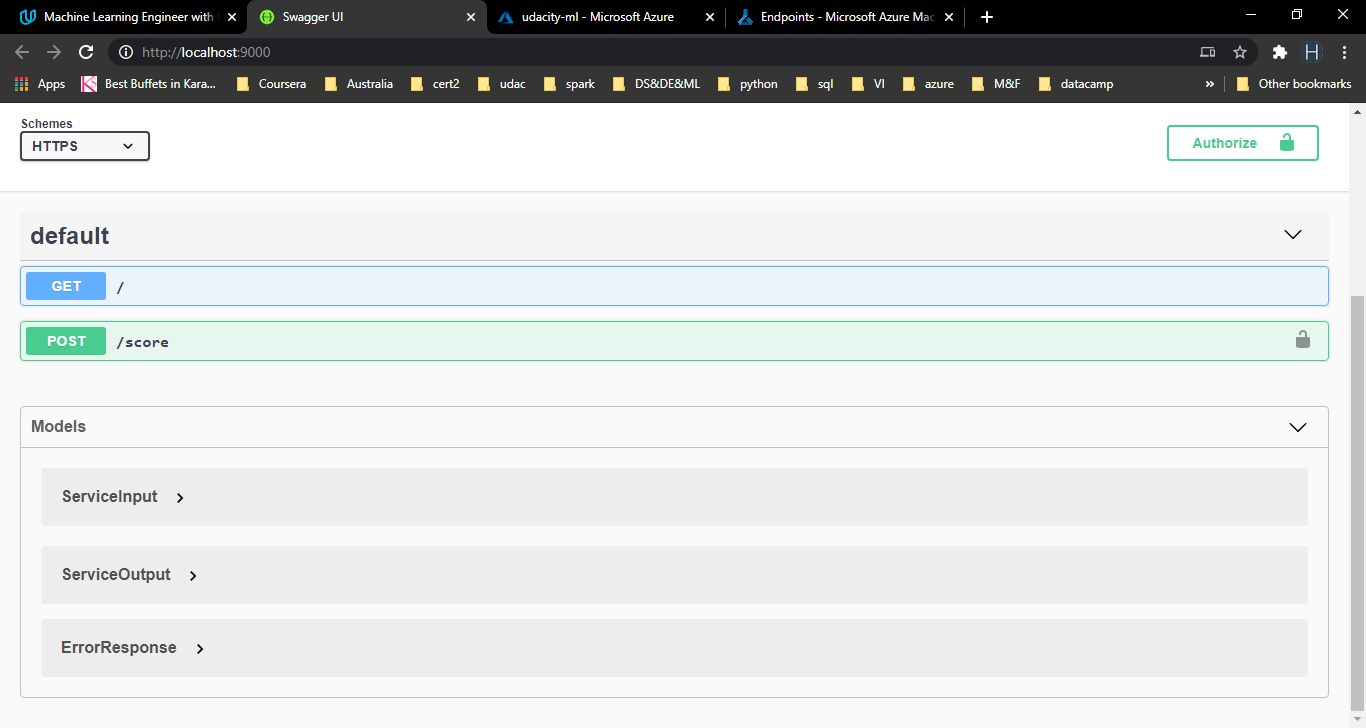 Machine Learning Engineer with
Swagger UI
udacity-ml - Microsoft Azure
Endpoints - Microsoft Azure Mac
http://localhost:9000
H
Apps
KS
Best Buffets in Kara...
Coursera
Australia
cert2
udac
spark
DS&DE&ML
python
sql
VI
azure
M&F
datacamp
»
Other bookmarks
Schemes
HTTPS
Authorize
default
GET /
POST /score
Models
ServiceInput
ServiceOutput
ErrorResponse